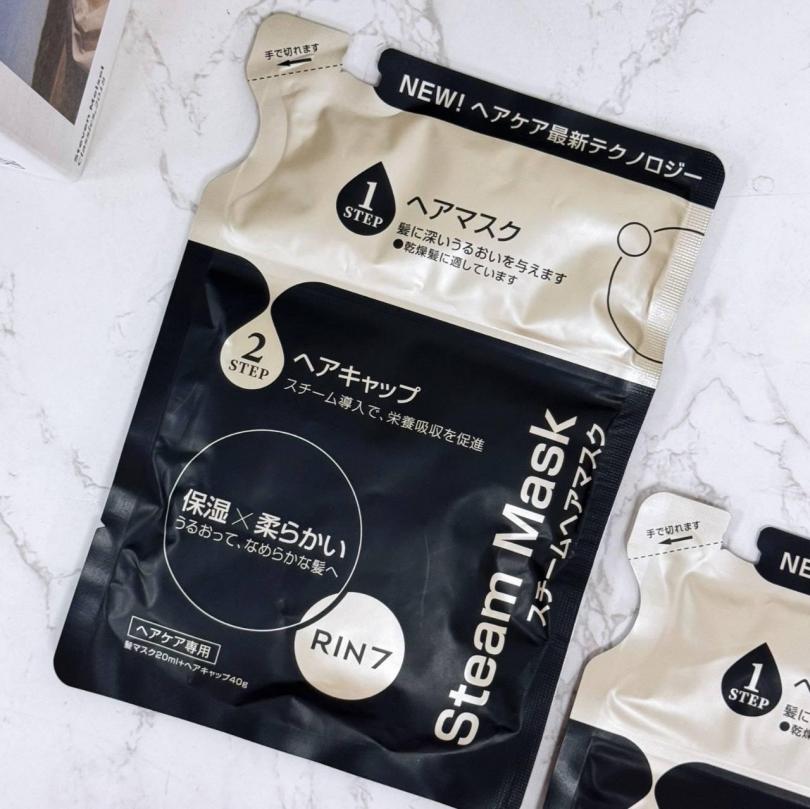 手で切れます
NEW! ヘアケア最新テクノロジー
1
STEP
ヘアマスク
髪に深いうるおいを与えます
●乾燥髪に適しています
2
STEP
ヘアキャップ
スチーム導入で、栄養吸収を促進
保湿×柔らかい
うるおって、なめらかな髪へ
RIN7
ヘアケア専用
髪マスク20ml+ヘアキャップ40g
Steam Mask
スチームヘアマスク
手で切れます
NE
1
STEP
ヘ
髪に
●乾燥